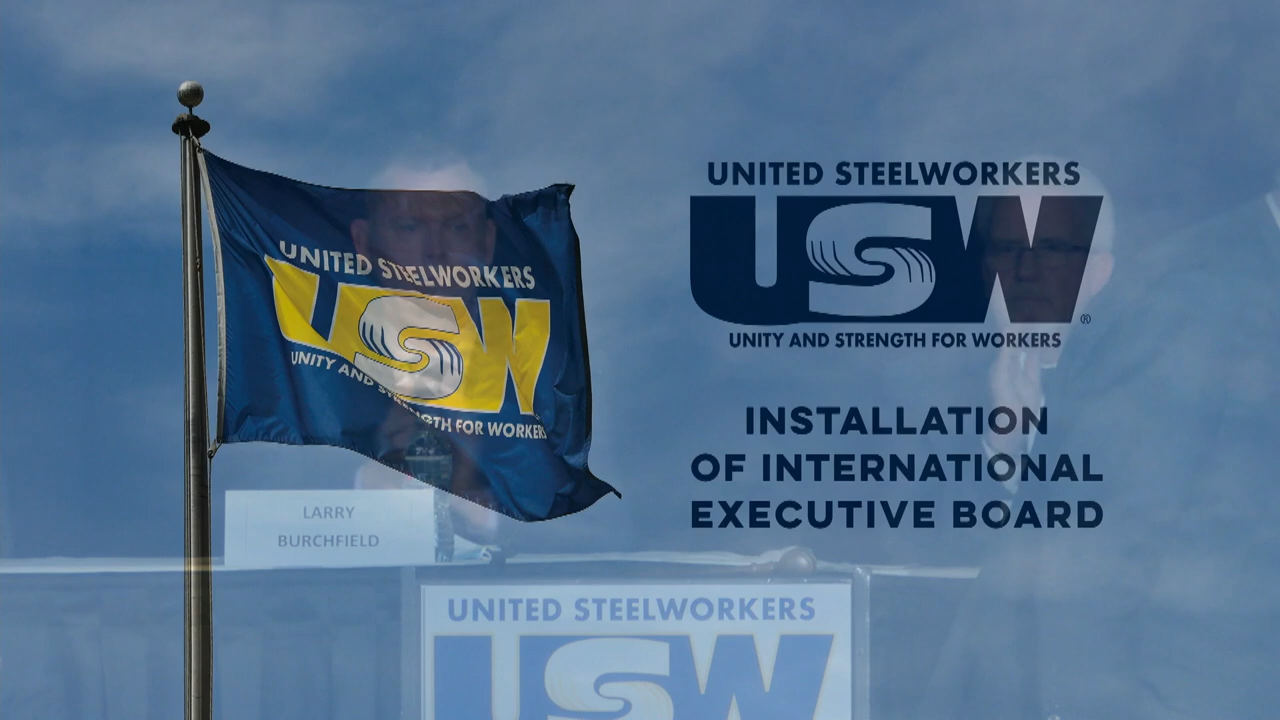 UNITED STEELWORKERS
USW
UNITY AND STRENGTH FOR WORKERS
UNITED STEELWORKERS
USW
®
UNITY AND STRENGTH FOR WORKERS
INSTALLATION
OF INTERNATIONAL
EXECUTIVE BOARD
LARRY
BURCHFIELD
UNITED STEELWORKERS
USW